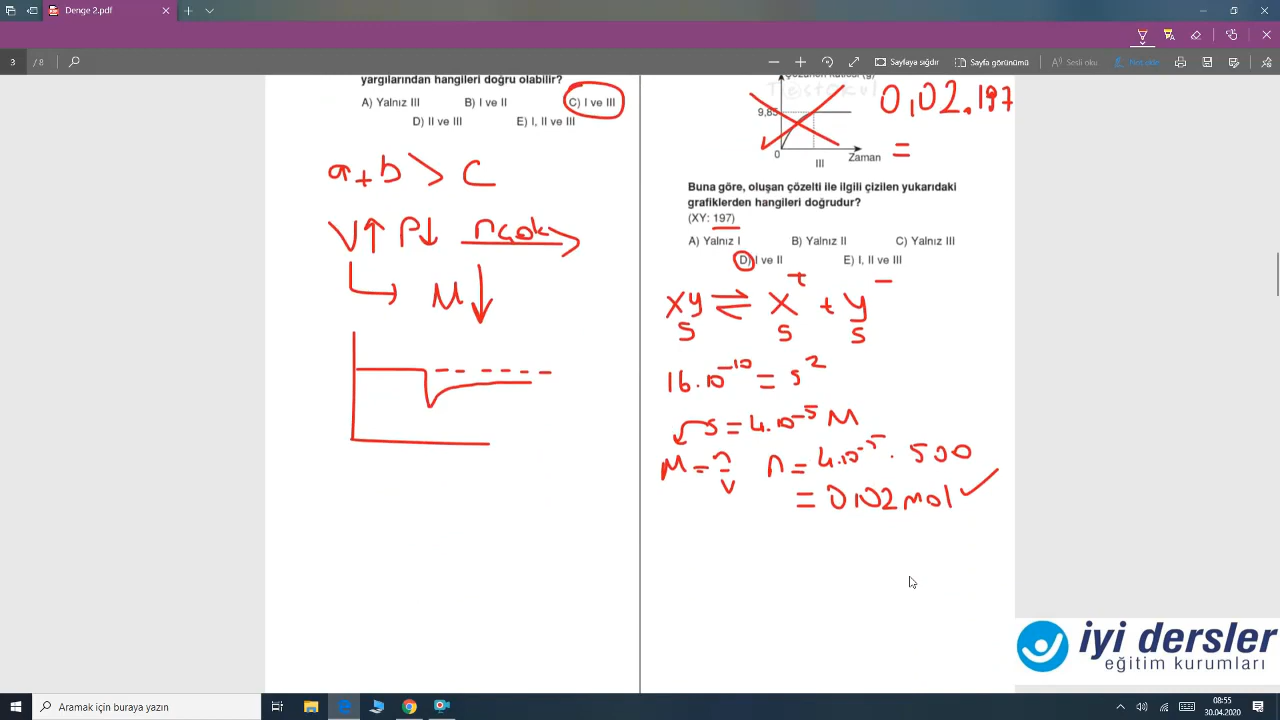 Denge 2.pdf
3 /8
Sayfaya sığdır
Sayfa görünümü
Sesli oku
Not ekle
yargılarından hangileri doğru olabilir?
A) Yalnız III B) I ve II C) I ve III
D) II ve III E) I, II ve III
a+b > c
V↑ P↓ nçok
M↓
9,85
0
Zaman
III
0,02.197
=
Buna göre, oluşan çözelti ile ilgili çizilen yukarıdaki
grafiklerden hangileri doğrudur?
(XY: 197)
A) Yalnız I B) Yalnız II C) Yalnız III
D) I ve II E) I, II ve III
XY ⇌ X⁺ + Y⁻
S S S
16.10⁻¹⁰ = s²
s = 4.10⁻⁵ M
M = n/V n = 4.10⁻⁵. 500
= 0,02 mol
iyi dersler
eğitim kurumları
Aramak için buraya yazın
08:55
30.04.2020